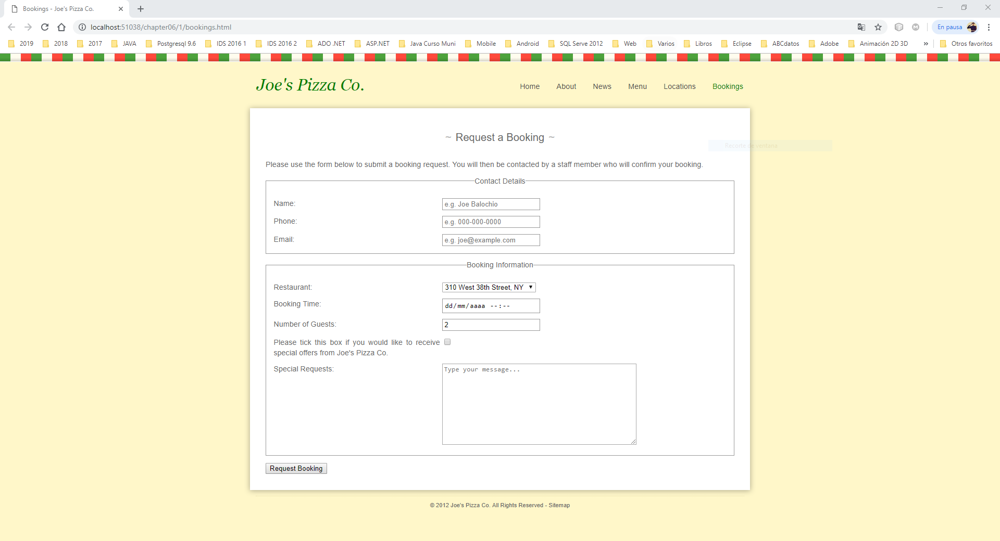 Bookings - Joe's Pizza Co.
localhost:51038/chapter06/1/bookings.html
En pausa
2019 2018 2017 JAVA Postgresql 9.6 IDS 2016 1 IDS 2016 2 ADO .NET ASP.NET Java Curso Muni Mobile Android SQL Serve 2012 Web Varios Libros Eclipse ABCdatos Adobe Animación 2D 3D » Otros favoritos
Joe's Pizza Co.
Home About News Menu Locations Bookings
~ Request a Booking ~
Recorte de ventana
Please use the form below to submit a booking request. You will then be contacted by a staff member who will confirm your booking.
Contact Details
Name: e.g. Joe Balochio
Phone: e.g. 000-000-0000
Email: e.g. joe@example.com
Booking Information
Restaurant: 310 West 38th Street, NY
Booking Time: dd/mm/aaaa --:--
Number of Guests: 2
Please tick this box if you would like to receive
special offers from Joe's Pizza Co.
Special Requests: Type your message...
Request Booking
© 2012 Joe's Pizza Co. All Rights Reserved - Sitemap